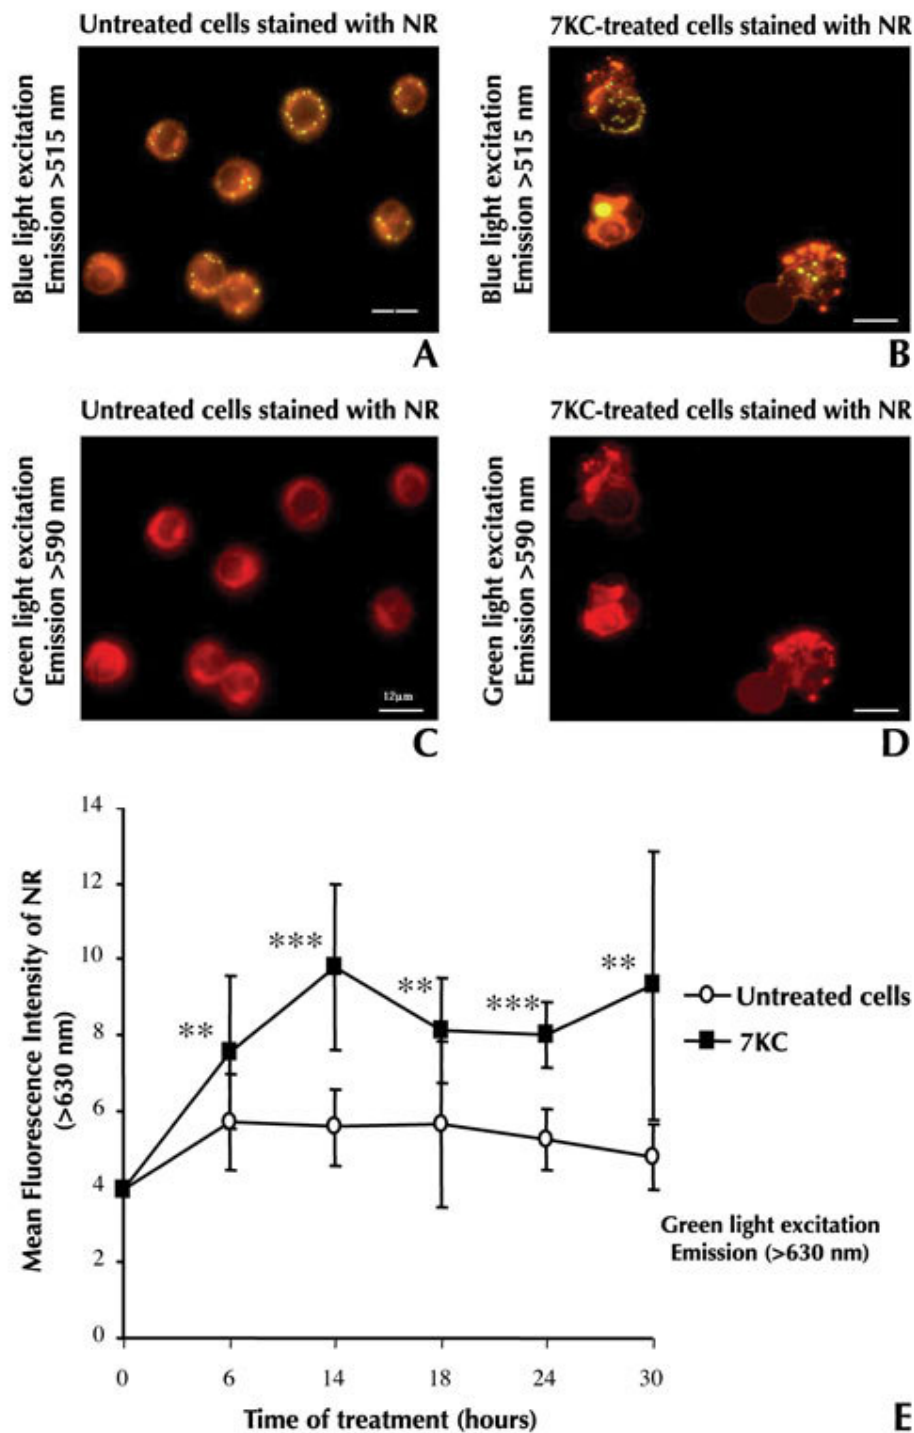 Untreated cells stained with NR
7KC-treated cells stained with NR
Blue light excitation
Emission >515 nm
Blue light excitation
Emission >515 nm
A
B
Untreated cells stained with NR
7KC-treated cells stained with NR
Green light excitation
Emission >590 nm
Green light excitation
Emission >590 nm
12µm
C
D
Mean Fluorescence Intensity of NR
(>630 nm)
14
12
10
8
6
4
2
0
**
***
**
***
**
Untreated cells
7KC
Green light excitation
Emission (>630 nm)
0 6 14 18 24 30
Time of treatment (hours)
E